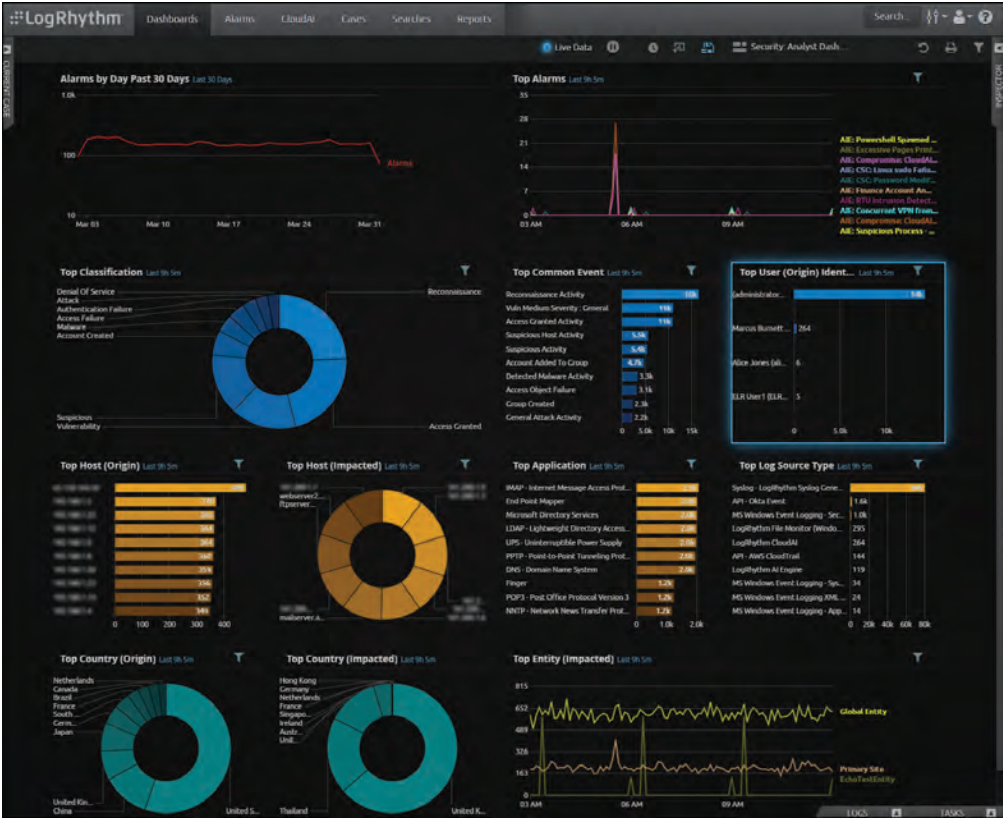 LogRhythm
Dashboards
Alarms
CloudAI
Cases
Searches
Reports
Search...
Live Data
Security: Analyst Dash...
CURRENT CASE
INSPECTOR
Alarms by Day Past 30 Days Last 30 Days
1.0k
100
10
Alarms
Mar 03 Mar 10 Mar 17 Mar 24 Mar 31
Top Alarms Last 9h 5m
35
28
21
14
7
0
03 AM 06 AM 09 AM
AIE: Powershell Spawned ...
AIE: Excessive Pages Print...
AIE: Compromise: CloudAI...
AIE: CSC: Linux sudo Failu...
AIE: CSC: Password Modif...
AIE: Finance Account An...
AIE: RTU Intrusion Detect...
AIE: Concurrent VPN from...
AIE: Compromise: CloudAI...
AIE: Suspicious Process - ...
Top Classification Last 9h 5m
Denial Of Service
Attack
Authentication Failure
Access Failure
Malware
Account Created
Reconnaissance
Suspicious
Vulnerability
Access Granted
Top Common Event Last 9h 5m
Reconnaissance Activity
Vuln Medium Severity : General 11k
Access Granted Activity 11k
Suspicious Host Activity 5.5k
Suspicious Activity 5.4k
Account Added To Group 4.7k
Detected Malware Activity 3.3k
Access Object Failure 3.1k
Group Created 2.3k
General Attack Activity 2.2k
0 5.0k 10k 15k
Top User (Origin) Ident... Last 9h 5m
(administrator... 14k
Marcus Burnett ... 264
Alice Jones (ali... 6
ELR User1 (ELR... 5
0 5.0k 10k
Top Host (Origin) Last 9h 5m
352
0 100 200 300 400
Top Host (Impacted) Last 9h 5m
webserver2...
ftpserver...
mailserver.a...
Top Application Last 9h 5m
IMAP - Internet Message Access Prot...
End Point Mapper
Microsoft Directory Services 2.0k
LDAP - Lightweight Directory Access... 2.0k
UPS - Uninterruptible Power Supply 2.0k
PPTP - Point-to-Point Tunneling Prot... 2.0k
DNS - Domain Name System 2.0k
Finger 1.2k
POP3 - Post Office Protocol Version 3 1.2k
NNTP - Network News Transfer Prot... 1.2k
0 1.0k 2.0k
Top Log Source Type Last 9h 5m
Syslog - LogRhythm Syslog Gene...
API - Okta Event 1.6k
MS Windows Event Logging - Sec... 1.0k
LogRhythm File Monitor (Windo... 295
LogRhythm CloudAI 264
API - AWS CloudTrail 144
LogRhythm AI Engine 119
MS Windows Event Logging - Sys... 34
MS Windows Event Logging XML ... 24
MS Windows Event Logging - App... 14
0 20k 40k 60k 80k
Top Country (Origin) Last 9h 5m
Netherlands
Canada
Brazil
France
South ...
Germ...
Japan
United Kin...
China
United S...
Top Country (Impacted) Last 9h 5m
Hong Kong
Germany
Netherlands
France
Singapo...
Ireland
Austr...
Unit...
Thailand
United K...
Top Entity (Impacted) Last 9h 5m
815
652
489
326
163
0
03 AM 06 AM 09 AM
Global Entity
Primary Site
EchoTestEntity
LOGS
TASKS